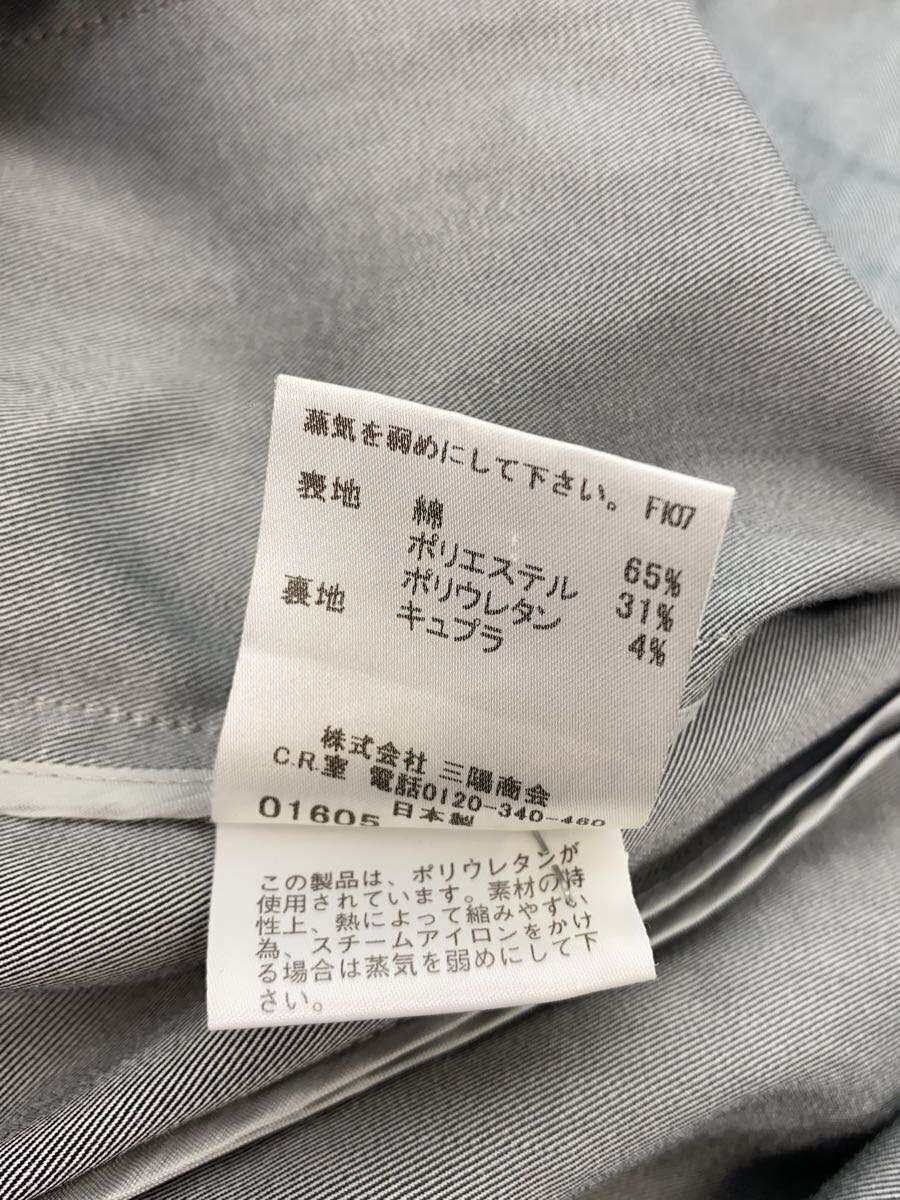 蒸気を弱めにして下さい。 FI07
表地 綿 65%
ポリエステル 31%
ポリウレタン 4%
裏地 キュプラ
株式会社 三陽商会
C.R.室 電話0120-340-460
01605 日本製
この製品は、ポリウレタンが
使用されています。素材の特
性上、熱によって縮みやすい
為、スチームアイロンをかけ
る場合は蒸気を弱めにして下
さい。